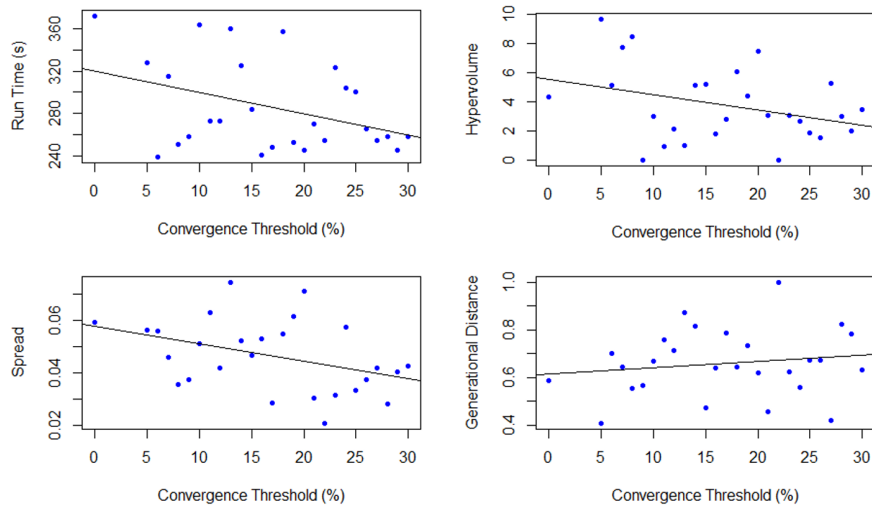 Run Time (s)
240 280 320 360
0 5 10 15 20 25 30
Convergence Threshold (%)
Hypervolume
0 2 4 6 8 10
0 5 10 15 20 25 30
Convergence Threshold (%)
Spread
0.02 0.04 0.06
0 5 10 15 20 25 30
Convergence Threshold (%)
Generational Distance
0.4 0.6 0.8 1.0
0 5 10 15 20 25 30
Convergence Threshold (%)